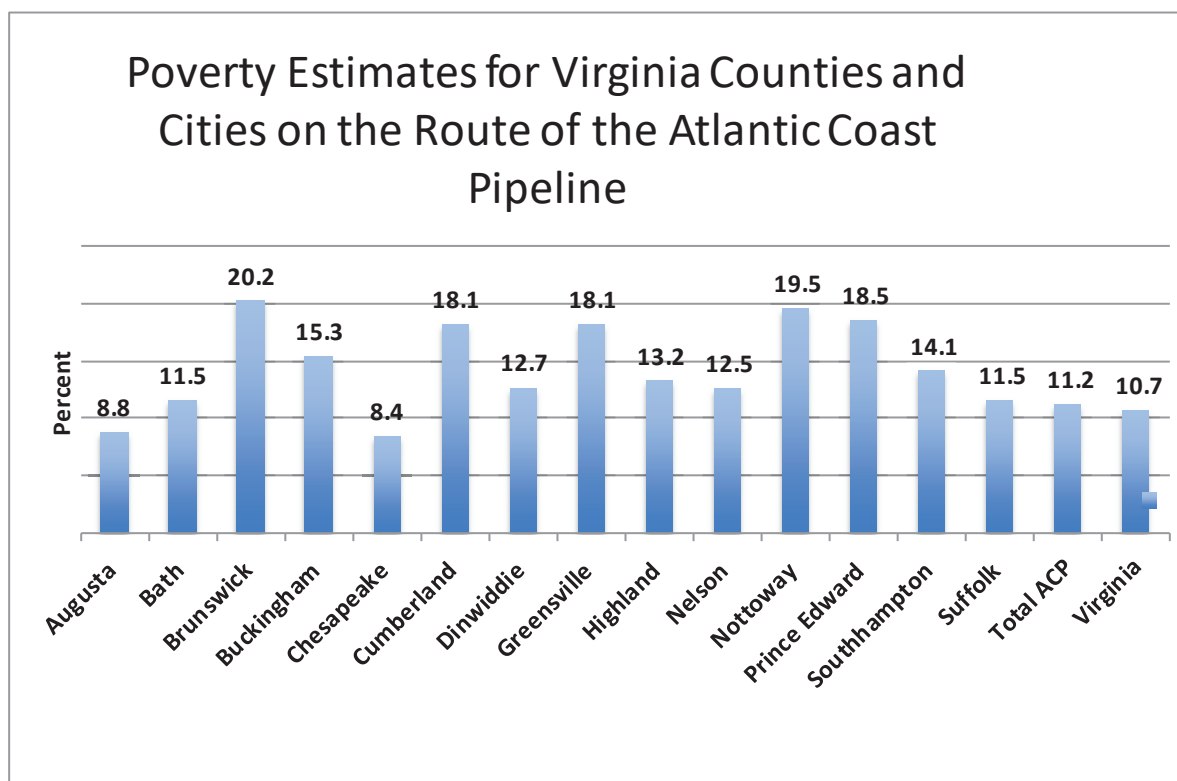 Poverty Estimates for Virginia Counties and
Cities on the Route of the Atlantic Coast
Pipeline
Percent
8.8
11.5
20.2
15.3
8.4
18.1
12.7
18.1
13.2
12.5
19.5
18.5
14.1
11.5
11.2
10.7
Augusta
Bath
Brunswick
Buckingham
Chesapeake
Cumberland
Dinwiddie
Greensville
Highland
Nelson
Nottoway
Prince Edward
Southhampton
Suffolk
Total ACP
Virginia